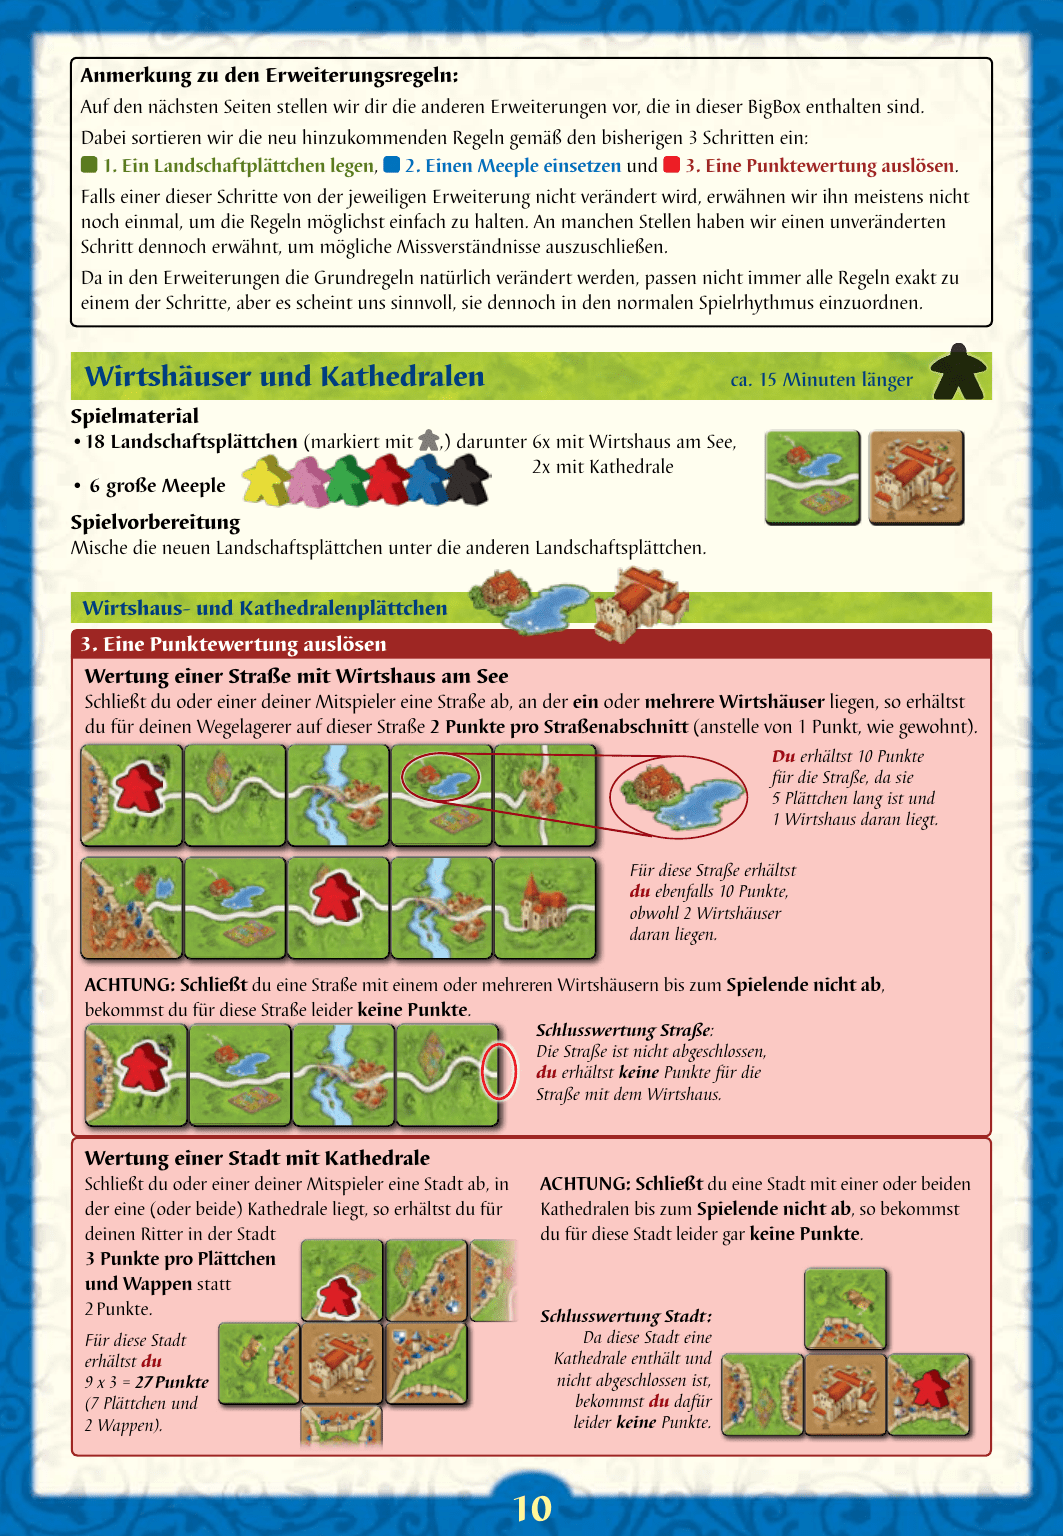 Anmerkung zu den Erweiterungsregeln:
Auf den nächsten Seiten stellen wir dir die anderen Erweiterungen vor, die in dieser BigBox enthalten sind.
Dabei sortieren wir die neu hinzukommenden Regeln gemäß den bisherigen 3 Schritten ein:
1. Ein Landschaftplättchen legen, 2. Einen Meeple einsetzen und 3. Eine Punktewertung auslösen.
Falls einer dieser Schritte von der jeweiligen Erweiterung nicht verändert wird, erwähnen wir ihn meistens nicht
noch einmal, um die Regeln möglichst einfach zu halten. An manchen Stellen haben wir einen unveränderten
Schritt dennoch erwähnt, um mögliche Missverständnisse auszuschließen.
Da in den Erweiterungen die Grundregeln natürlich verändert werden, passen nicht immer alle Regeln exakt zu
einem der Schritte, aber es scheint uns sinnvoll, sie dennoch in den normalen Spielrhythmus einzuordnen.
Wirtshäuser und Kathedralen
ca. 15 Minuten länger
Spielmaterial
• 18 Landschaftsplättchen (markiert mit ,) darunter 6x mit Wirtshaus am See,
2x mit Kathedrale
• 6 große Meeple
Spielvorbereitung
Mische die neuen Landschaftsplättchen unter die anderen Landschaftsplättchen.
Wirtshaus- und Kathedralenplättchen
3. Eine Punktewertung auslösen
Wertung einer Straße mit Wirtshaus am See
Schließt du oder einer deiner Mitspieler eine Straße ab, an der ein oder mehrere Wirtshäuser liegen, so erhältst
du für deinen Wegelagerer auf dieser Straße 2 Punkte pro Straßenabschnitt (anstelle von 1 Punkt, wie gewohnt).
Du erhältst 10 Punkte
für die Straße, da sie
5 Plättchen lang ist und
1 Wirtshaus daran liegt.
Für diese Straße erhältst
du ebenfalls 10 Punkte,
obwohl 2 Wirtshäuser
daran liegen.
ACHTUNG: Schließt du eine Straße mit einem oder mehreren Wirtshäusern bis zum Spielende nicht ab,
bekommst du für diese Straße leider keine Punkte.
Schlusswertung Straße:
Die Straße ist nicht abgeschlossen,
du erhältst keine Punkte für die
Straße mit dem Wirtshaus.
Wertung einer Stadt mit Kathedrale
Schließt du oder einer deiner Mitspieler eine Stadt ab, in
der eine (oder beide) Kathedrale liegt, so erhältst du für
deinen Ritter in der Stadt
3 Punkte pro Plättchen
und Wappen statt
2 Punkte.
Für diese Stadt
erhältst du
9 x 3 = 27 Punkte
(7 Plättchen und
2 Wappen).
ACHTUNG: Schließt du eine Stadt mit einer oder beiden
Kathedralen bis zum Spielende nicht ab, so bekommst
du für diese Stadt leider gar keine Punkte.
Schlusswertung Stadt:
Da diese Stadt eine
Kathedrale enthält und
nicht abgeschlossen ist,
bekommst du dafür
leider keine Punkte.
10